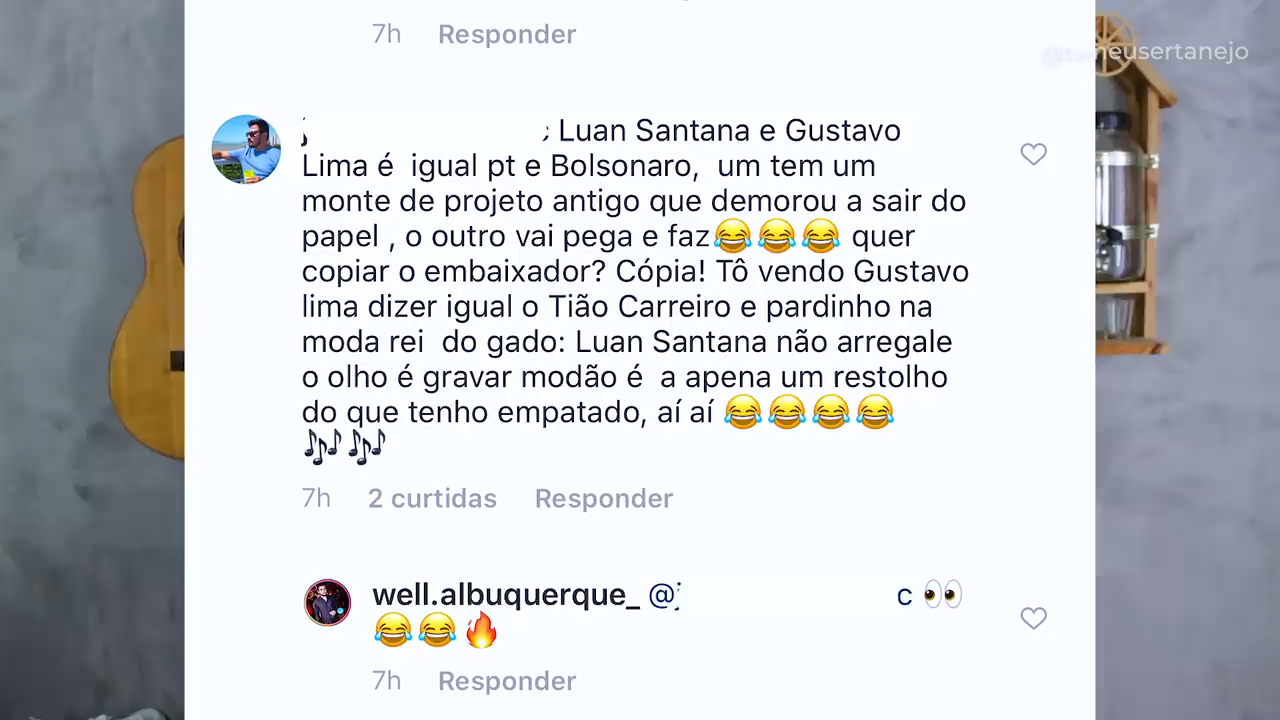 7h Responder
neusertanejo
Luan Santana e Gustavo
Lima é igual pt e Bolsonaro, um tem um
monte de projeto antigo que demorou a sair do
papel , o outro vai pega e faz😂😂😂 quer
copiar o embaixador? Cópia! Tô vendo Gustavo
lima dizer igual o Tião Carreiro e pardinho na
moda rei do gado: Luan Santana não arregale
o olho é gravar modão é a apena um restolho
do que tenho empatado, aí aí 😂😂😂😂
🎶🎶
7h 2 curtidas Responder
well.albuquerque_ @ c 👀
😂😂🔥
7h Responder